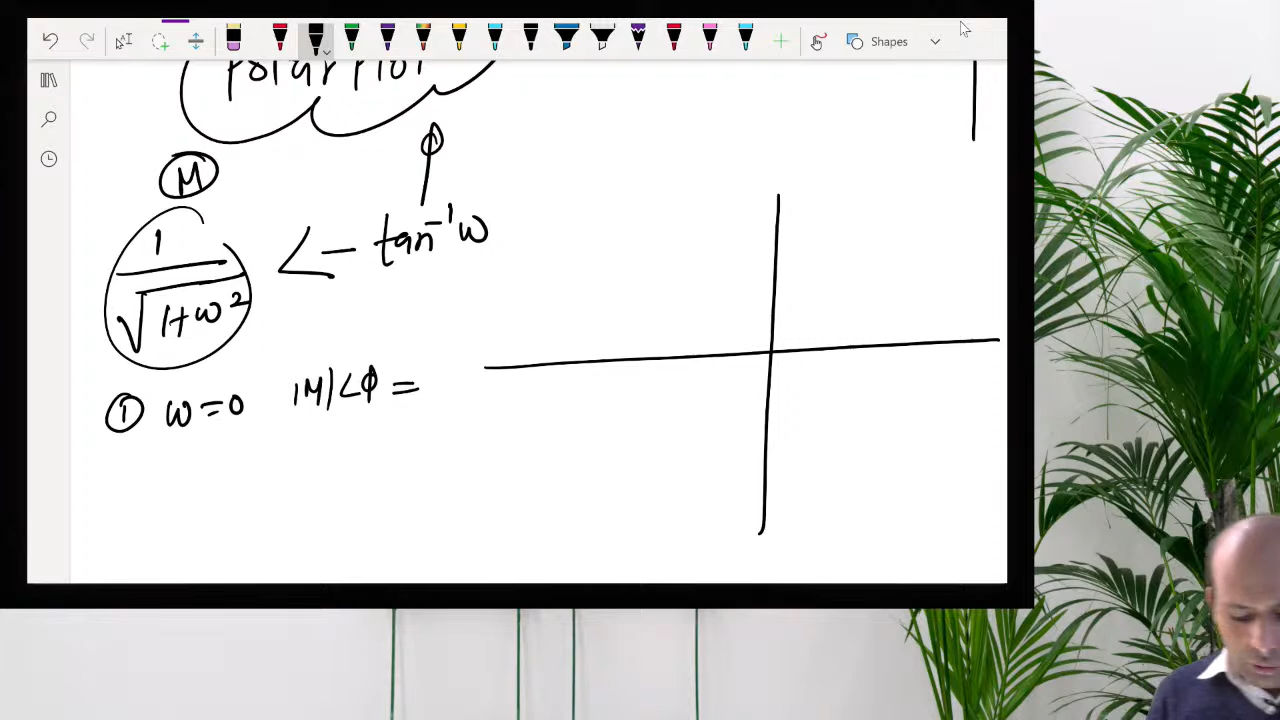 Shapes
polar plot
M
ϕ
1
√1+ω²
< - tan⁻¹ω
① ω = 0 |M|∠ϕ =